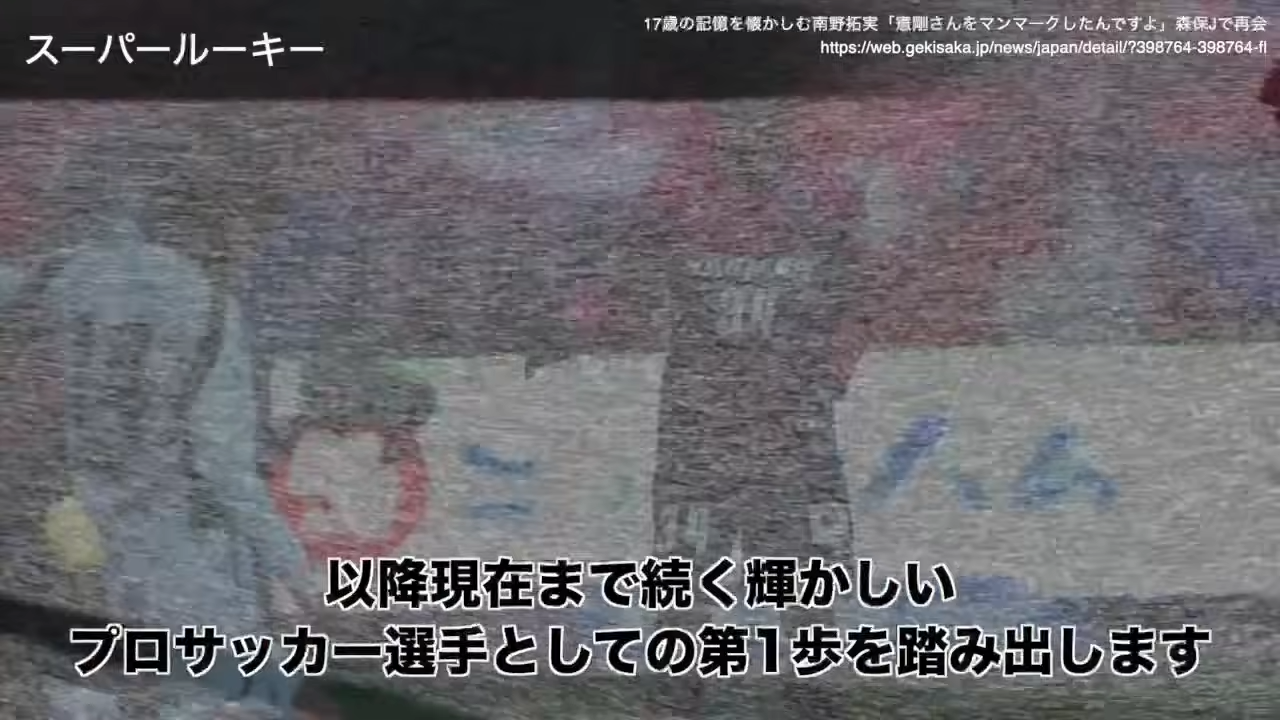 スーパールーキー
17歳の記憶を懐かしむ南野拓実「憲剛さんをマンマークしたんですよ」森保Jで再会
https://web.gekisaka.jp/news/japan/detail/?398764-398764-fl
以降現在まで続く輝かしい
プロサッカー選手としての第1歩を踏み出します